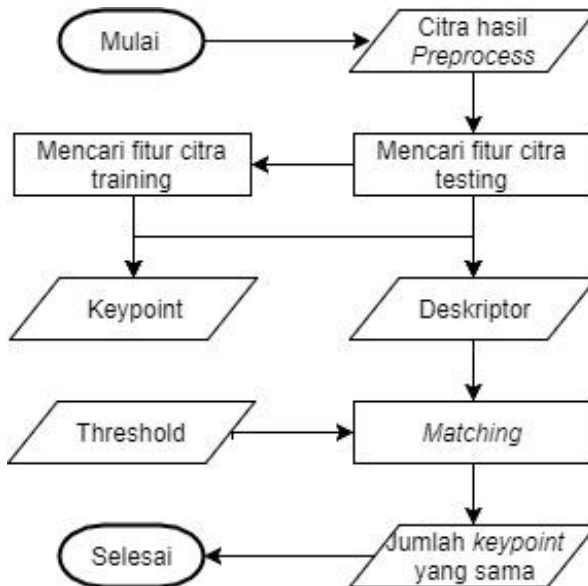 Mulai
Citra hasil
Preprocess
Mencari fitur citra
training
Mencari fitur citra
testing
Keypoint
Deskriptor
Threshold
Matching
Selesai
Jumlah keypoint
yang sama